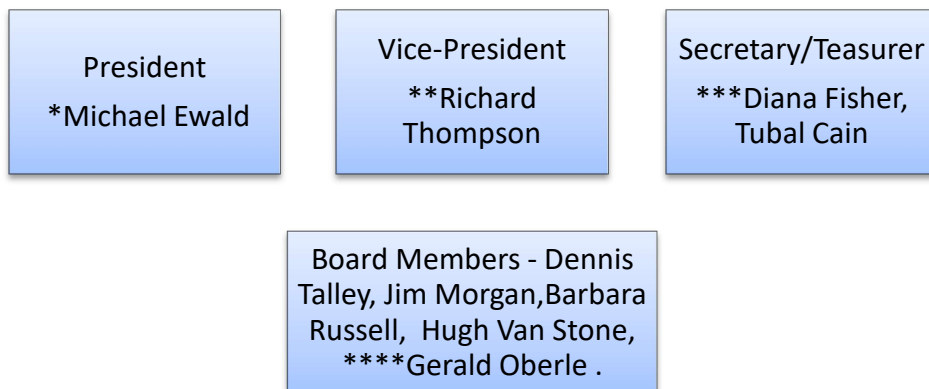 President
*Michael Ewald
Vice-President
**Richard
Thompson
Secretary/Teasurer
***Diana Fisher,
Tubal Cain
Board Members - Dennis
Talley, Jim Morgan,Barbara
Russell,  Hugh Van Stone,
****Gerald Oberle .